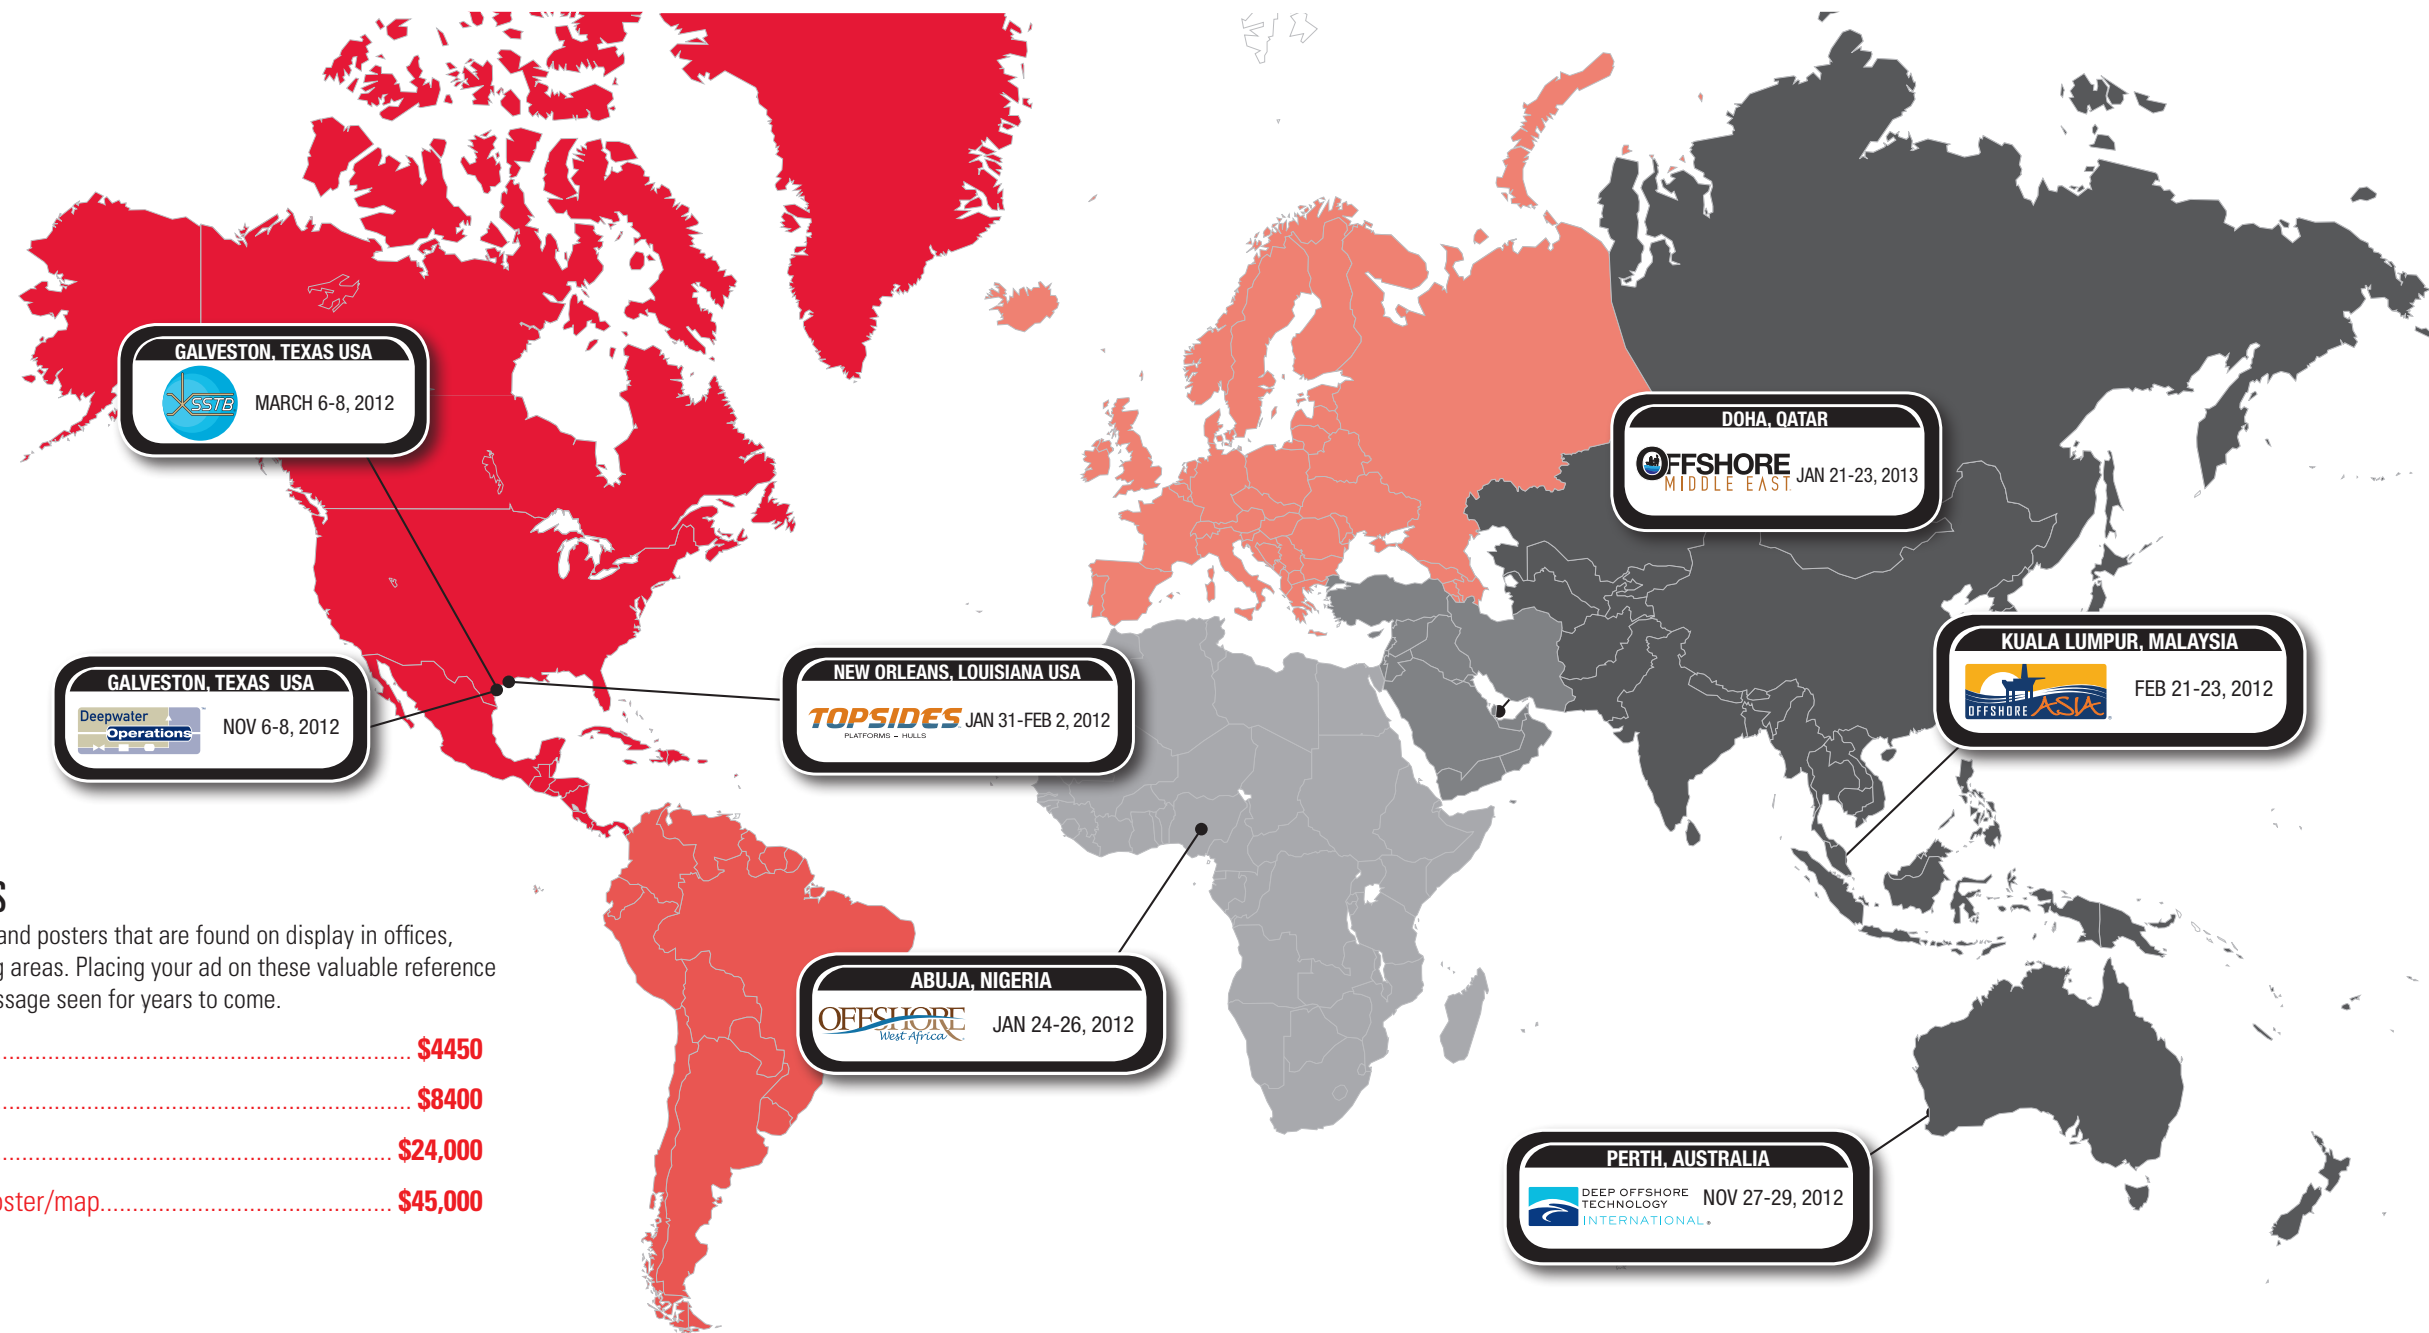 GALVESTON, TEXAS USA
SSTB
MARCH 6-8, 2012
DOHA, QATAR
OFFSHORE
MIDDLE EAST
JAN 21-23, 2013
GALVESTON, TEXAS USA
Deepwater
Operations
NOV 6-8, 2012
NEW ORLEANS, LOUISIANA USA
TOPSIDES
PLATFORMS - HULLS
JAN 31-FEB 2, 2012
KUALA LUMPUR, MALAYSIA
OFFSHORE ASIA
FEB 21-23, 2012
S
and posters that are found on display in offices,
g areas. Placing your ad on these valuable reference
ssage seen for years to come.
$4450
$8400
$24,000
oster/map $45,000
ABUJA, NIGERIA
OFFSHORE
West Africa
JAN 24-26, 2012
PERTH, AUSTRALIA
DEEP OFFSHORE
TECHNOLOGY
INTERNATIONAL®
NOV 27-29, 2012